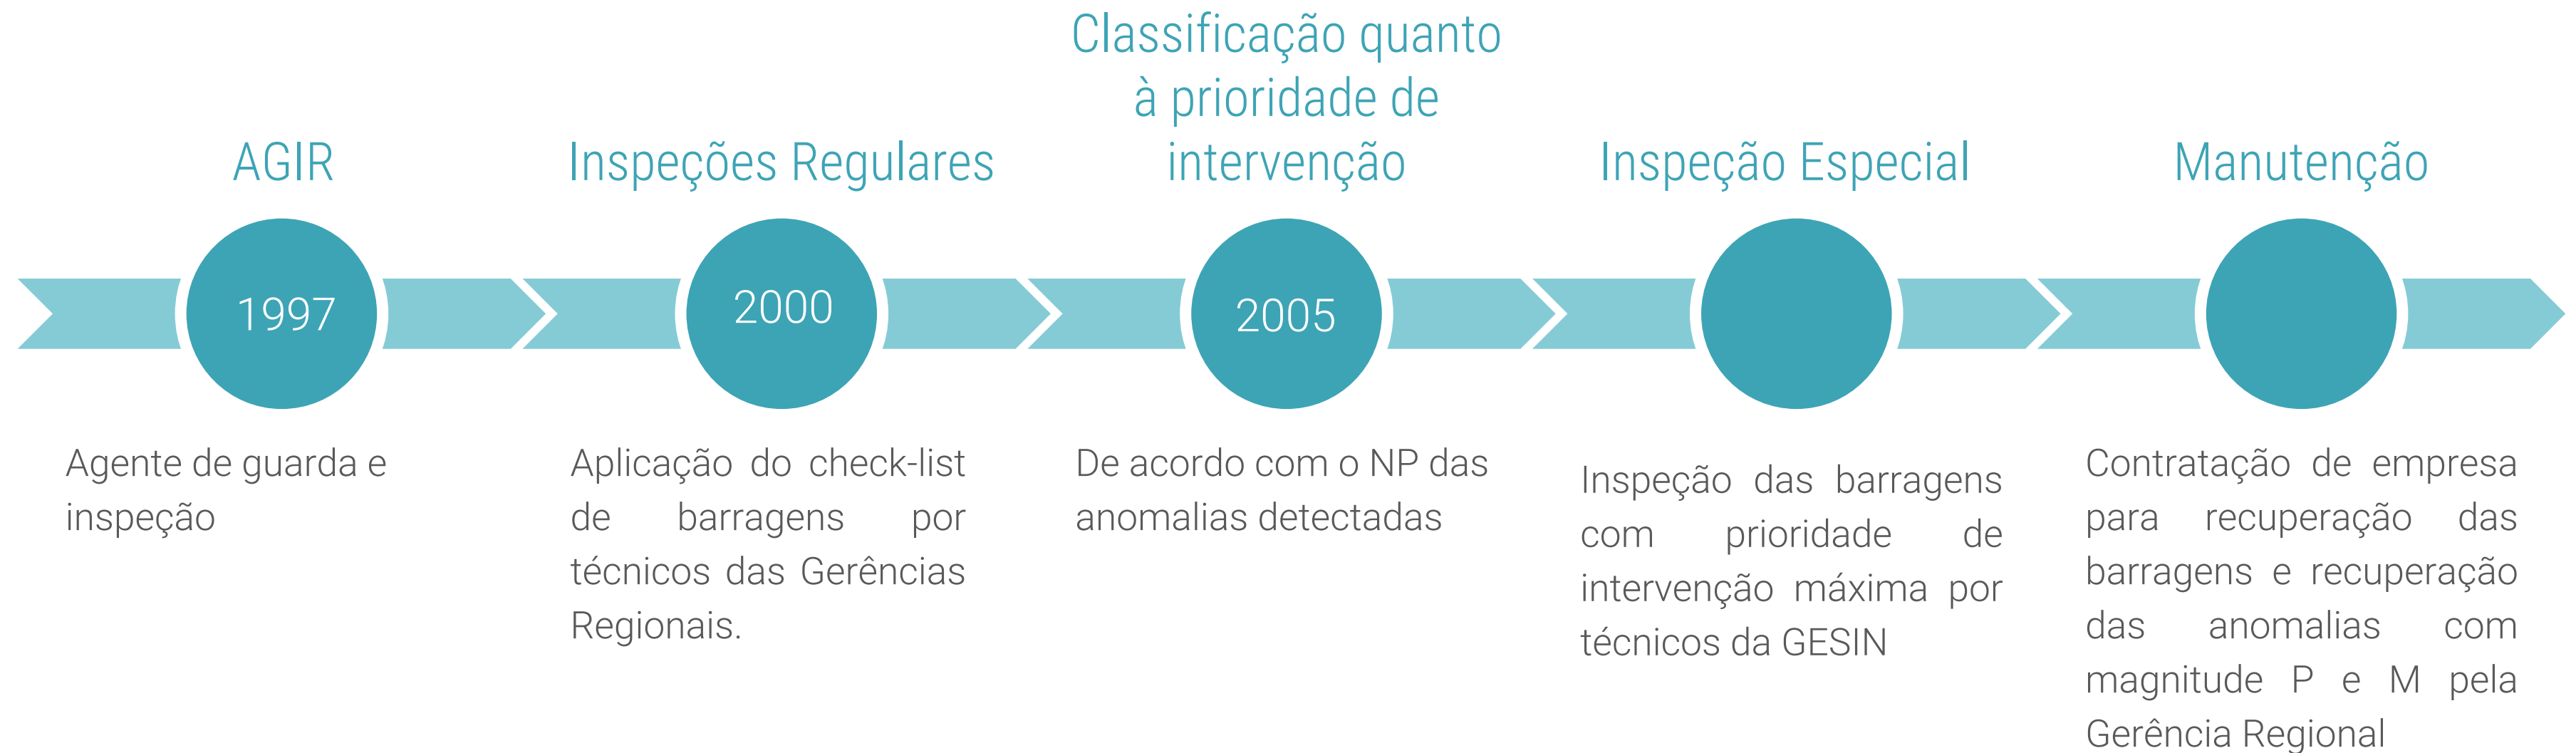 AGIR
1997
Agente de guarda e
inspeção
Inspeções Regulares
2000
Aplicação do check-list
de barragens por
técnicos das Gerências
Regionais.
Classificação quanto
à prioridade de
intervenção
2005
De acordo com o NP das
anomalias detectadas
Inspeção Especial
Inspeção das barragens
com prioridade de
intervenção máxima por
técnicos da GESIN
Manutenção
Contratação de empresa
para recuperação das
barragens e recuperação
das anomalias com
magnitude P e M pela
Gerência Regional